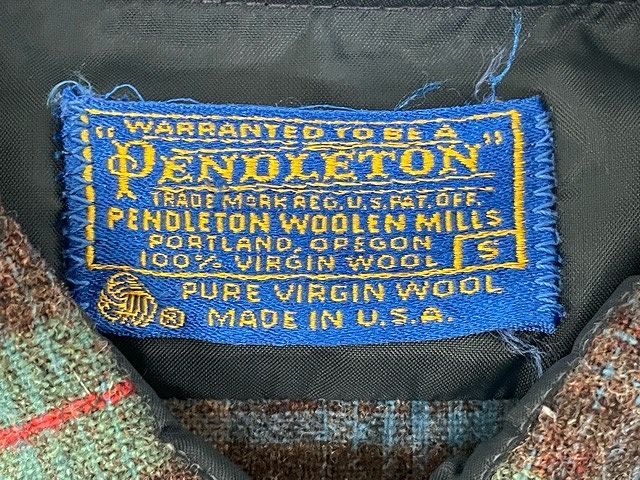 "WARRANTED TO BE A
PENDLETON"
TRADE MARK REG. U.S. PAT. OFF.
PENDLETON WOOLEN MILLS
PORTLAND, OREGON
100% VIRGIN WOOL S
PURE VIRGIN WOOL
® MADE IN U.S.A.